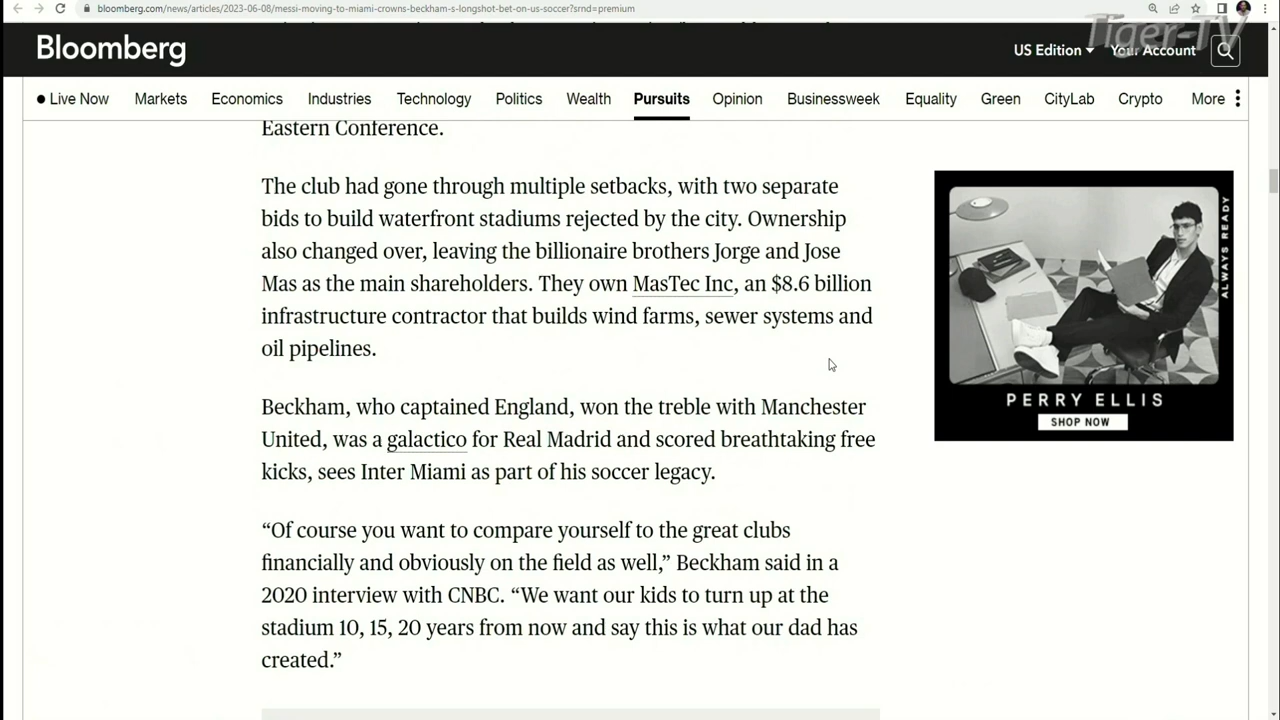 bloomberg.com/news/articles/2023-06-08/messi-moving-to-miami-crowns-beckham-s-longshot-bet-on-us-soccer?srnd=premium
Tiger-TV
Bloomberg
US Edition
Your Account
Live Now Markets Economics Industries Technology Politics Wealth Pursuits Opinion Businessweek Equality Green CityLab Crypto More
Eastern Conference.
The club had gone through multiple setbacks, with two separate
bids to build waterfront stadiums rejected by the city. Ownership
also changed over, leaving the billionaire brothers Jorge and Jose
Mas as the main shareholders. They own MasTec Inc, an $8.6 billion
infrastructure contractor that builds wind farms, sewer systems and
oil pipelines.
Beckham, who captained England, won the treble with Manchester
United, was a galactico for Real Madrid and scored breathtaking free
kicks, sees Inter Miami as part of his soccer legacy.
“Of course you want to compare yourself to the great clubs
financially and obviously on the field as well,” Beckham said in a
2020 interview with CNBC. “We want our kids to turn up at the
stadium 10, 15, 20 years from now and say this is what our dad has
created.”
ALWAYS READY
PERRY ELLIS
SHOP NOW